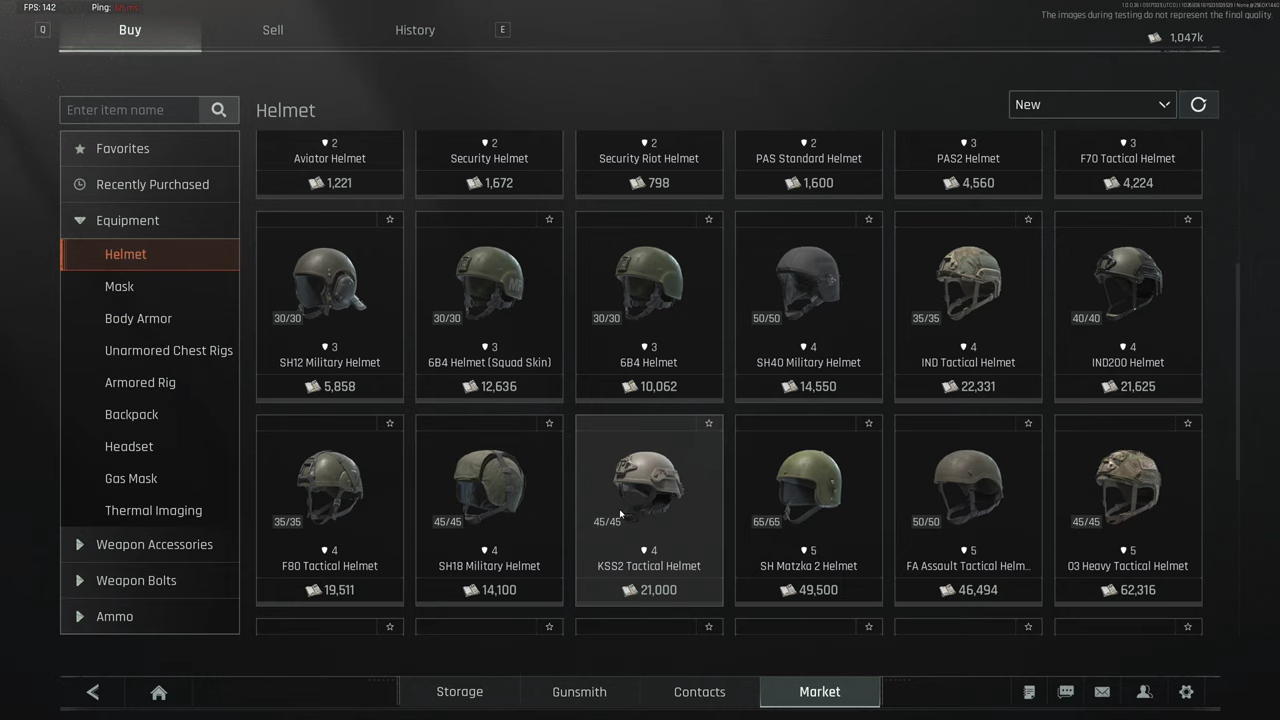 FPS: 142 Ping:
The images during testing do not represent the final quality.
Q Buy Sell History E
1,047k
Enter item name
Helmet
New
Favorites
Recently Purchased
Equipment
Helmet
Mask
Body Armor
Unarmored Chest Rigs
Armored Rig
Backpack
Headset
Gas Mask
Thermal Imaging
Weapon Accessories
Weapon Bolts
Ammo
2 2 2 2 3 3
Aviator Helmet Security Helmet Security Riot Helmet PAS Standard Helmet PAS2 Helmet F70 Tactical Helmet
1,221 1,672 798 1,600 4,560 4,224
30/30 30/30 30/30 50/50 35/35 40/40
3 3 3 4 4 4
SH12 Military Helmet 6B4 Helmet (Squad Skin) 6B4 Helmet SH40 Military Helmet IND Tactical Helmet IND200 Helmet
5,858 12,636 10,062 14,550 22,331 21,625
35/35 45/45 45/45 65/65 50/50 45/45
4 4 4 5 5 5
F80 Tactical Helmet SH18 Military Helmet KSS2 Tactical Helmet SH Matzka 2 Helmet FA Assault Tactical Helm... 03 Heavy Tactical Helmet
19,511 14,100 21,000 49,500 46,494 62,316
Storage Gunsmith Contacts Market